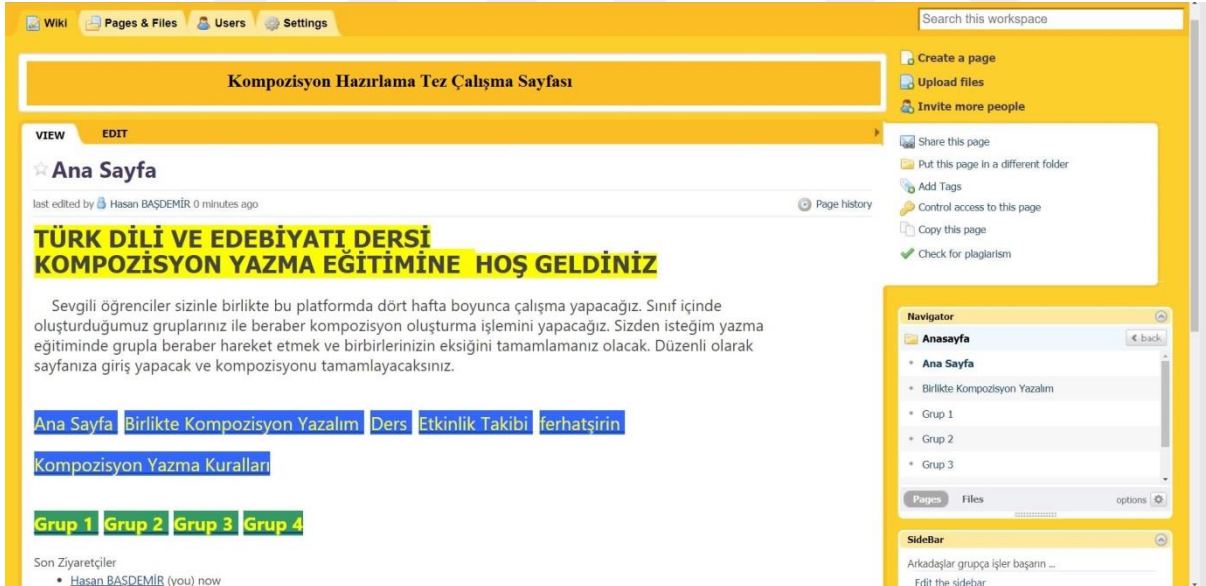 Wiki Pages & Files Users Settings
Search this workspace
Kompozisyon Hazırlama Tez Çalışma Sayfası
Create a page
Upload files
Invite more people
VIEW EDIT
Ana Sayfa
last edited by Hasan BAŞDEMİR 0 minutes ago
Page history
TÜRK DİLİ VE EDEBİYATI DERSİ
KOMPOZİSYON YAZMA EĞİTİMİNE HOŞ GELDİNİZ
Sevgili öğrenciler sizinle birlikte bu platformda dört hafta boyunca çalışma yapacağız. Sınıf içinde
oluşturduğumuz gruplarınız ile beraber kompozisyon oluşturma işlemini yapacağız. Sizden isteğim yazma
eğitiminde grupla beraber hareket etmek ve birbirlerinizin eksiğini tamamlamanız olacak. Düzenli olarak
sayfanıza giriş yapacak ve kompozisyonu tamamlayacaksınız.
Ana Sayfa Birlikte Kompozisyon Yazalım Ders Etkinlik Takibi ferhatşirin
Kompozisyon Yazma Kuralları
Grup 1 Grup 2 Grup 3 Grup 4
Son Ziyaretçiler
Hasan BAŞDEMİR (you) now
Share this page
Put this page in a different folder
Add Tags
Control access to this page
Copy this page
Check for plagiarism
Navigator
Anasayfa
back
Ana Sayfa
Birlikte Kompozisyon Yazalım
Grup 1
Grup 2
Grup 3
Pages Files options
SideBar
Arkadaşlar grupça işler başarın ...
Edit the sidebar